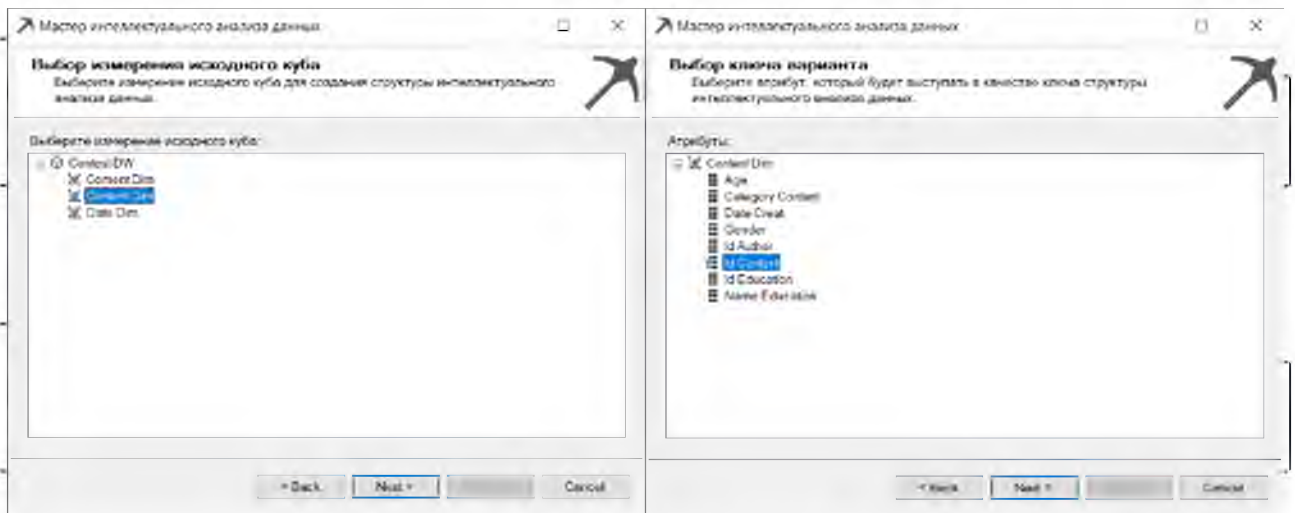 Мастер интеллектуального анализа данных
Выбор измерения исходного куба
Выберите измерение исходного куба для создания структуры интеллектуального
анализа данных.
Выберите измерение исходного куба:
Content DW
Content Dim
Date Dim
< Back
Next >
Cancel
Мастер интеллектуального анализа данных
Выбор ключа варианта
Выберите атрибут, который будет выступать в качестве ключа структуры
интеллектуального анализа данных.
Атрибуты:
Content Dim
Age
Category Content
Date Creat
Gender
Id Author
Id Content
Id Education
Name Education
< Back
Next >
Cancel